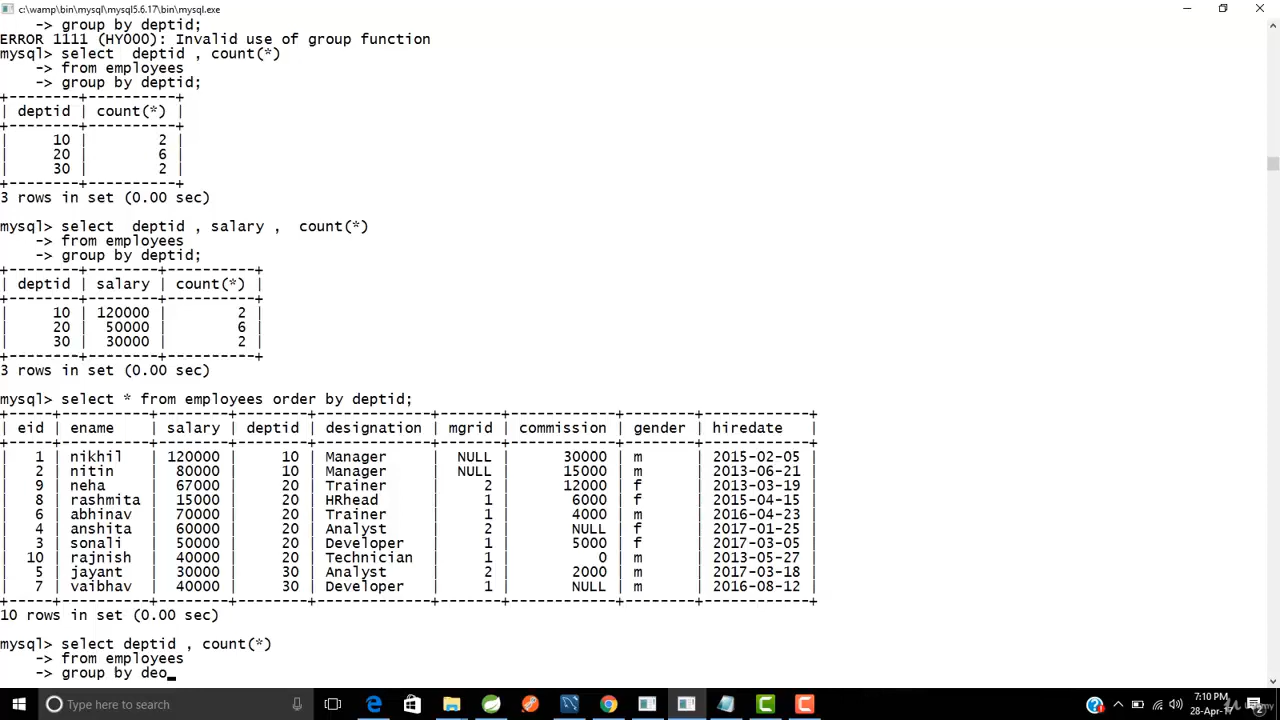 c:\wamp\bin\mysql\mysql5.6.17\bin\mysql.exe
    -> group by deptid;
ERROR 1111 (HY000): Invalid use of group function
mysql> select  deptid , count(*)
    -> from employees
    -> group by deptid;
+--------+----------+
| deptid | count(*) |
+--------+----------+
|     10 |        2 |
|     20 |        6 |
|     30 |        2 |
+--------+----------+
3 rows in set (0.00 sec)
mysql> select  deptid , salary ,  count(*)
    -> from employees
    -> group by deptid;
+--------+--------+----------+
| deptid | salary | count(*) |
+--------+--------+----------+
|     10 | 120000 |        2 |
|     20 |  50000 |        6 |
|     30 |  30000 |        2 |
+--------+--------+----------+
3 rows in set (0.00 sec)
mysql> select * from employees order by deptid;
+-----+----------+--------+--------+-------------+-------+------------+--------+------------+
| eid | ename    | salary | deptid | designation | mgrid | commission | gender | hiredate   |
+-----+----------+--------+--------+-------------+-------+------------+--------+------------+
|   1 | nikhil   | 120000 |     10 | Manager     |  NULL |      30000 | m      | 2015-02-05 |
|   2 | nitin    |  80000 |     10 | Manager     |  NULL |      15000 | m      | 2013-06-21 |
|   9 | neha     |  67000 |     20 | Trainer     |     2 |      12000 | f      | 2013-03-19 |
|   8 | rashmita |  15000 |     20 | HRhead      |     1 |       6000 | f      | 2015-04-15 |
|   6 | abhinav  |  70000 |     20 | Trainer     |     1 |       4000 | m      | 2016-04-23 |
|   4 | anshita  |  60000 |     20 | Analyst     |     2 |       NULL | f      | 2017-01-25 |
|   3 | sonali   |  50000 |     20 | Developer   |     1 |       5000 | f      | 2017-03-05 |
|  10 | rajnish  |  40000 |     20 | Technician  |     1 |          0 | m      | 2013-05-27 |
|   5 | jayant   |  30000 |     30 | Analyst     |     2 |       2000 | m      | 2017-03-18 |
|   7 | vaibhav  |  40000 |     30 | Developer   |     1 |       NULL | m      | 2016-08-12 |
+-----+----------+--------+--------+-------------+-------+------------+--------+------------+
10 rows in set (0.00 sec)
mysql> select deptid , count(*)
    -> from employees
    -> group by deo_
Type here to search
7:10 PM
28-Apr-